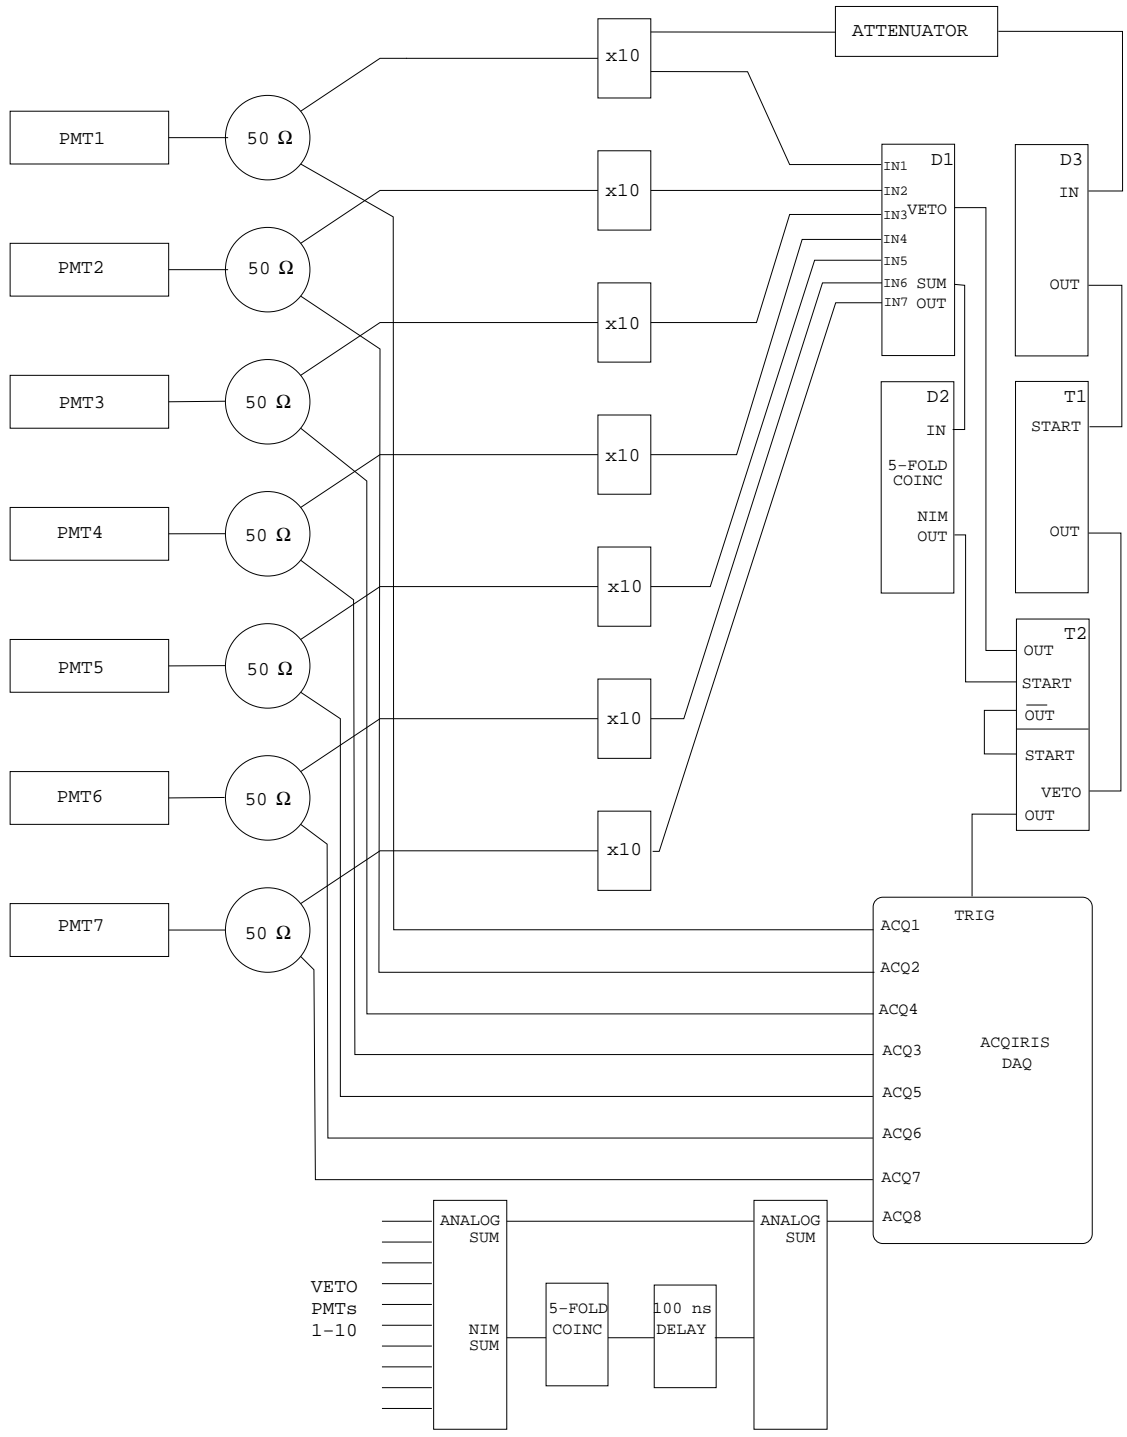 ATTENUATOR
x10
PMT1
50 Ω
D1
IN1
IN2
IN3
VETO
IN4
IN5
IN6
SUM
IN7
OUT
D3
IN
OUT
x10
PMT2
50 Ω
x10
PMT3
50 Ω
D2
IN
5-FOLD
COINC
NIM
OUT
T1
START
OUT
x10
PMT4
50 Ω
x10
PMT5
50 Ω
T2
OUT
START
OUT
START
VETO
OUT
x10
PMT6
50 Ω
x10
PMT7
50 Ω
TRIG
ACQ1
ACQ2
ACQ4
ACQ3
ACQ5
ACQ6
ACQ7
ACQ8
ACQIRIS
DAQ
VETO
PMTs
1-10
ANALOG
SUM
NIM
SUM
5-FOLD
COINC
100 ns
DELAY
ANALOG
SUM